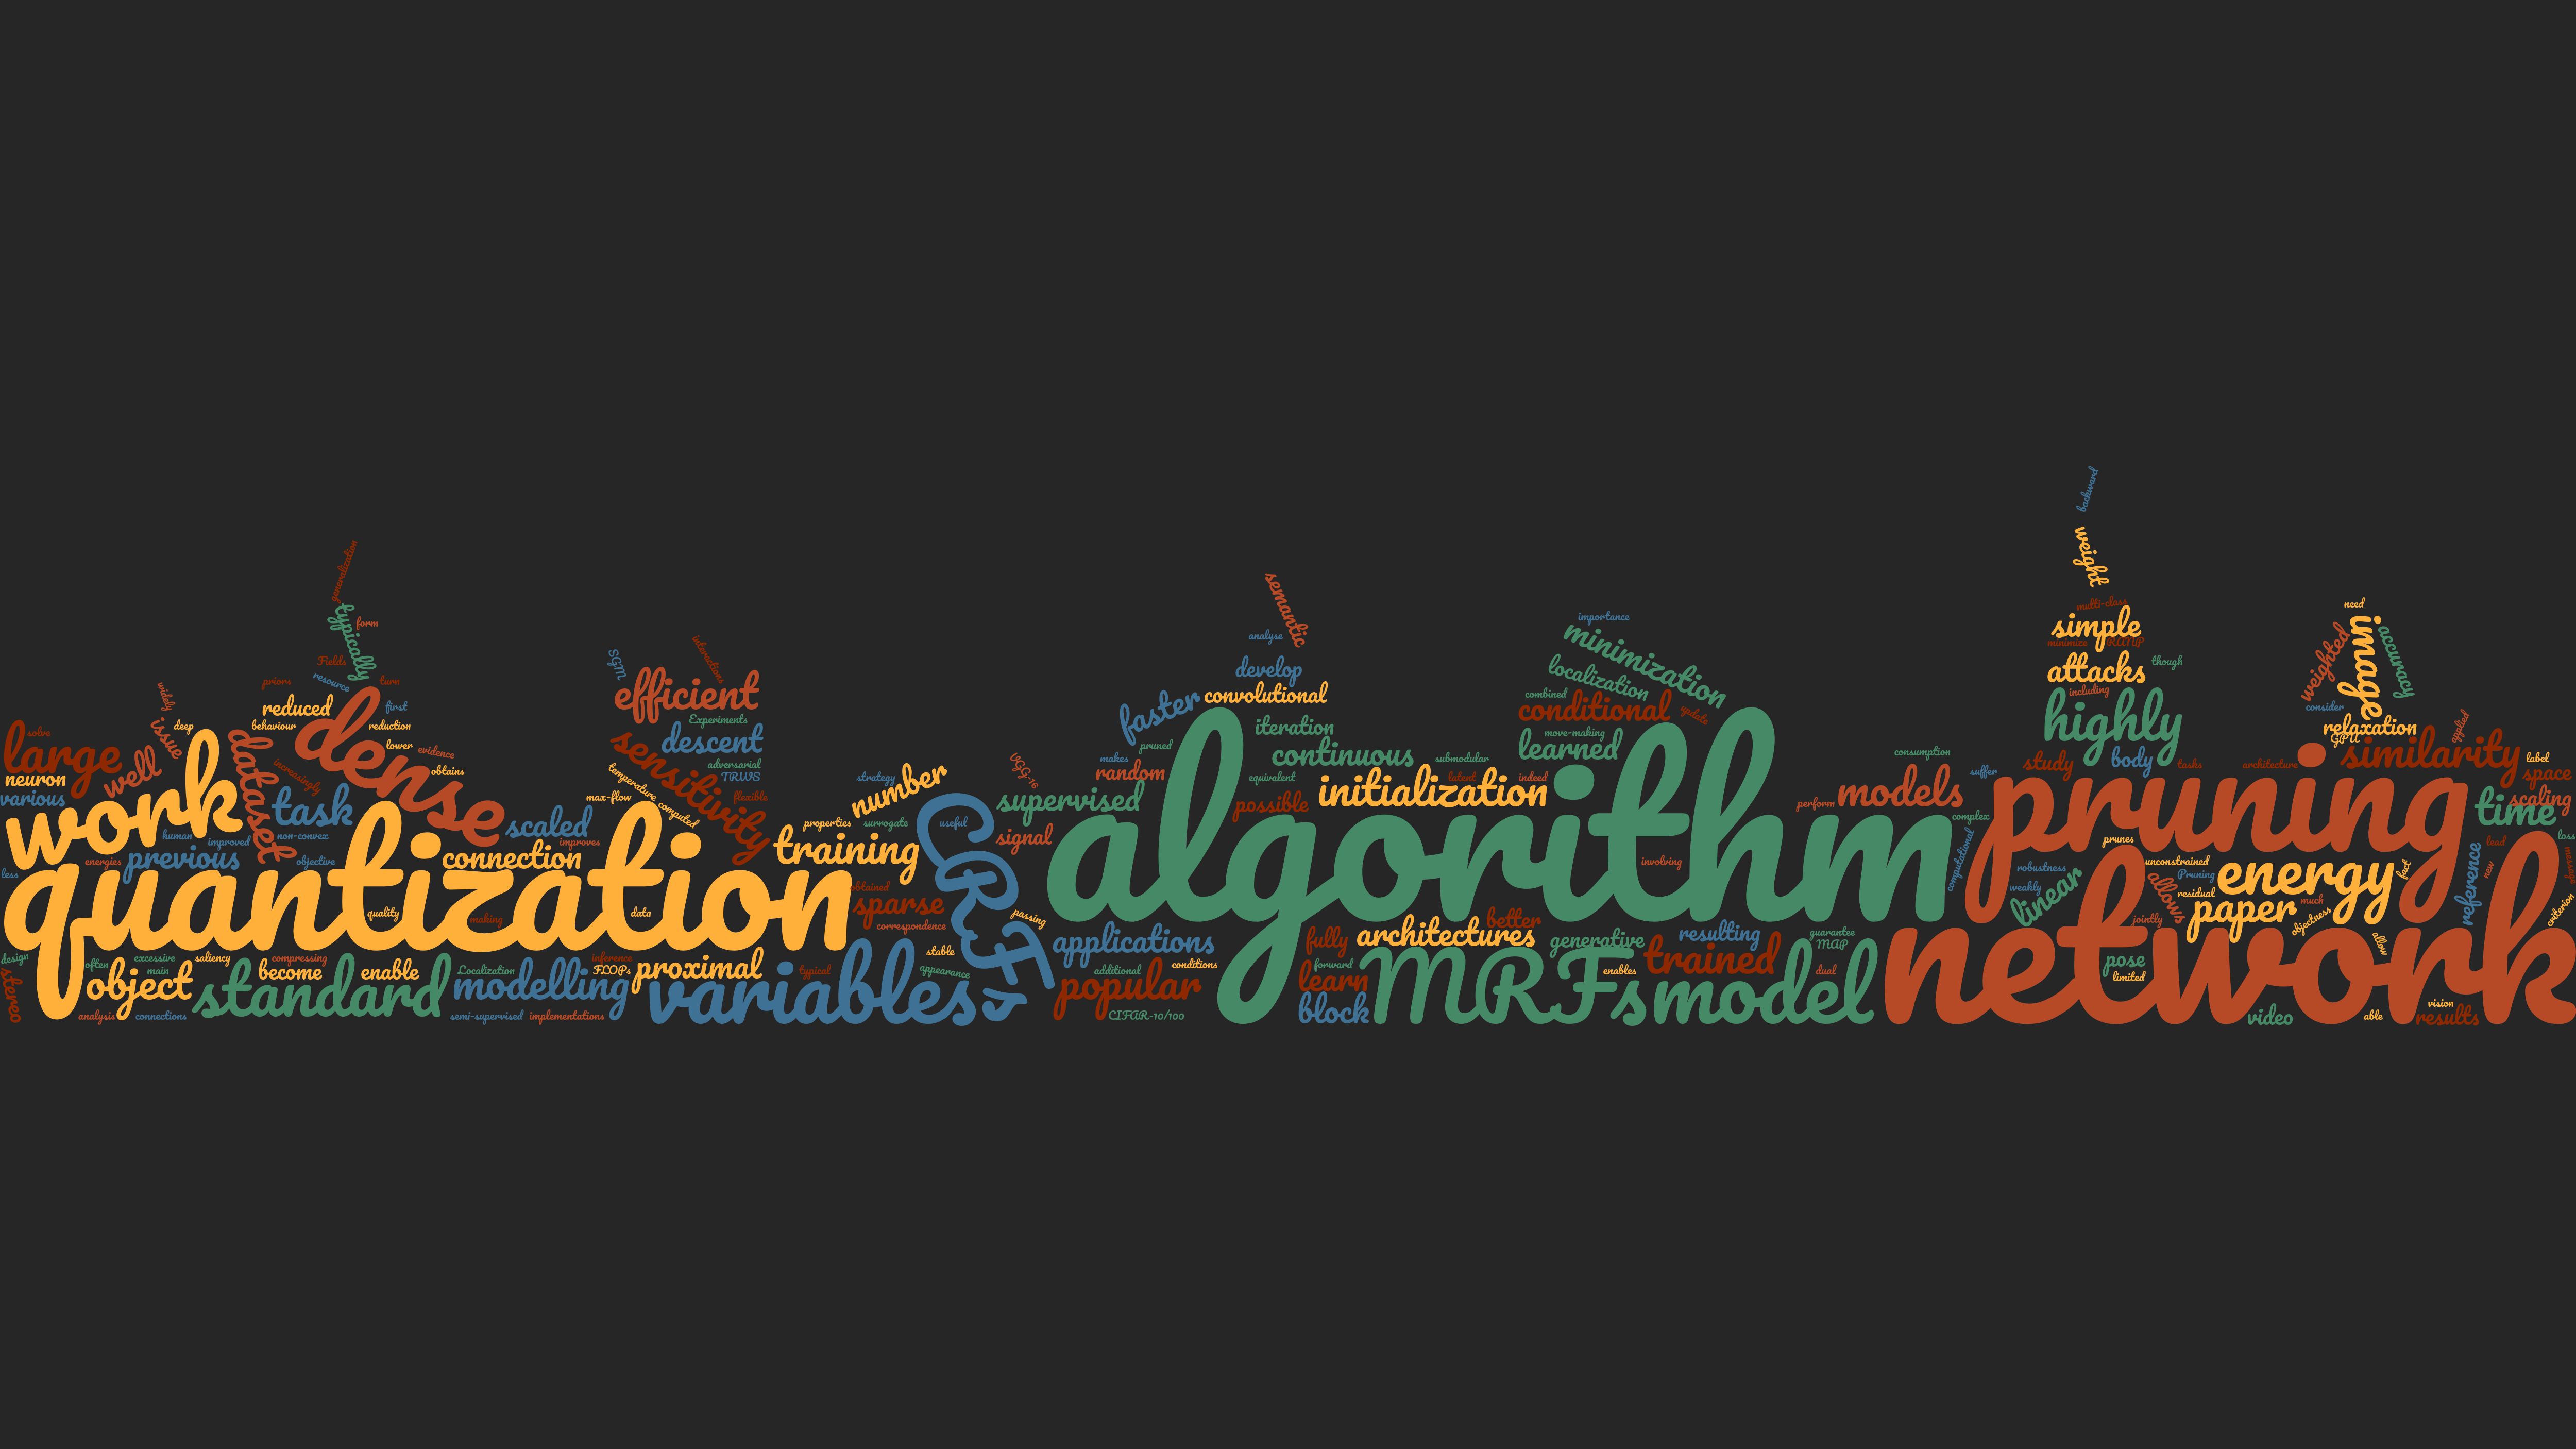 backward
weight
generalization
semantic
multi-class
need
typically
form
importance
simple
image
weighted
accuracy
minimization
analyse
interactions
SGM
Fields
attacks
though
minimize
develop
localization
efficient
priors
resource
turn
including
widely
convolutional
combined
conditional
update
highly
consider
reduced
first
faster
relaxation
GPU
applied
issue
deep
behaviour
dense
reduction
Experiments
iteration
move-making
large
solve
well
dataset
lower
evidence
descent
sensitivity
pruned
continuous
submodular
learned
consumption
study
body
tasks
architecture
similarity
label
neuron
increasingly
obtains
adversarial
TRWS
strategy
number
VGG-16
makes
random
equivalent
latent
indeed
suffer
space
various
work
task
max-flow
temperature
computed
flexible
supervised
possible
initialization
perform
models
pruning
time
scaling
human
non-convex
scaled
properties
surrogate
useful
complex
loss
improved
improves
training
CRF
signal
algorithm
involving
computational
prunes
lead
energies
previous
objective
connection
unconstrained
energy
fact
reference
new
message
less
robustness
Pruning
weakly
linear
allows
residual
paper
much
quantization
quality
making
data
obtained
sparse
correspondence
passing
jointly
objectness
criterion
applications
fully
architectures
better
generative
resulting
guarantee
MAP
network
allow
design
often
excessive
saliency
compressing
inference
stable
main
object
become
enable
Localization
modelling
FLOPs
proximal
typical
appearance
additional
conditions
forward
learn
enables
trained
dual
pose
limited
stereo
standard
variables
popular
block
MRFs
model
vision
analysis
connections
semi-supervised
implementations
CIFAR-10/100
video
able
results